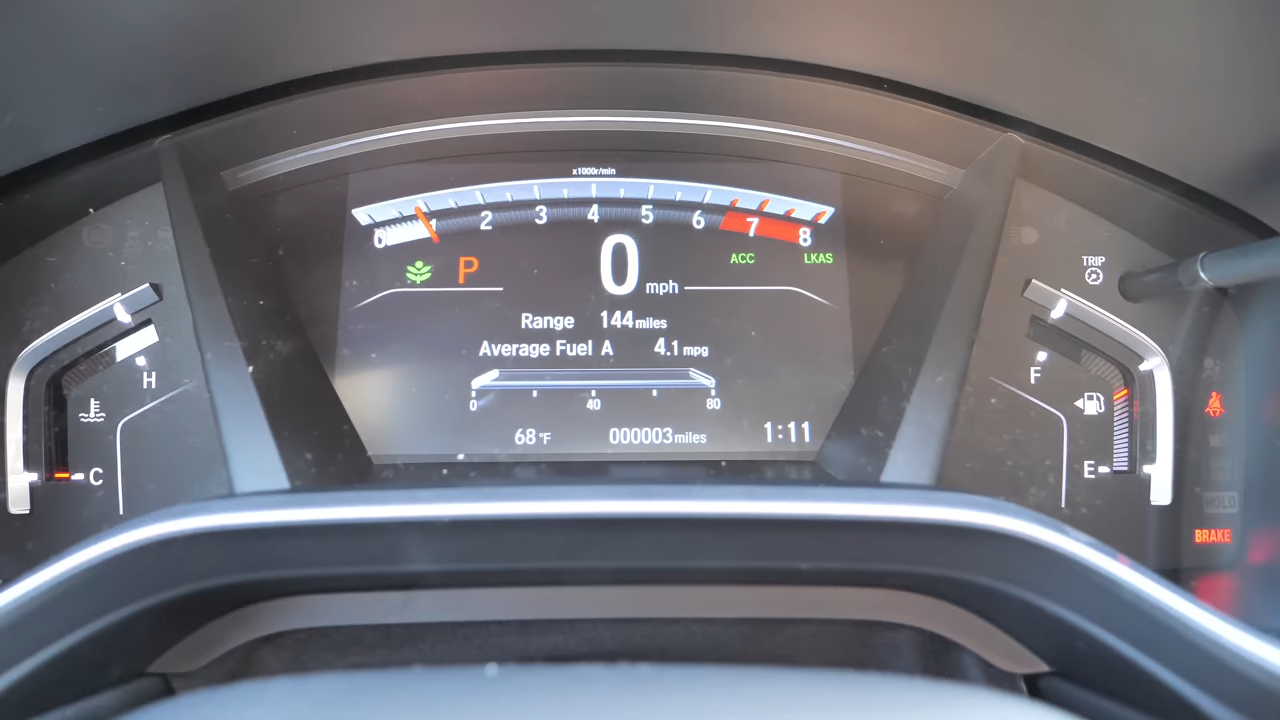 x1000r/min
0 1 2 3 4 5 6 7 8
P
0 mph
ACC
LKAS
Range 144 miles
Average Fuel A 4.1 mpg
0 40 80
68°F
000003 miles
1:11
H
C
TRIP
F
E
HOLD
BRAKE